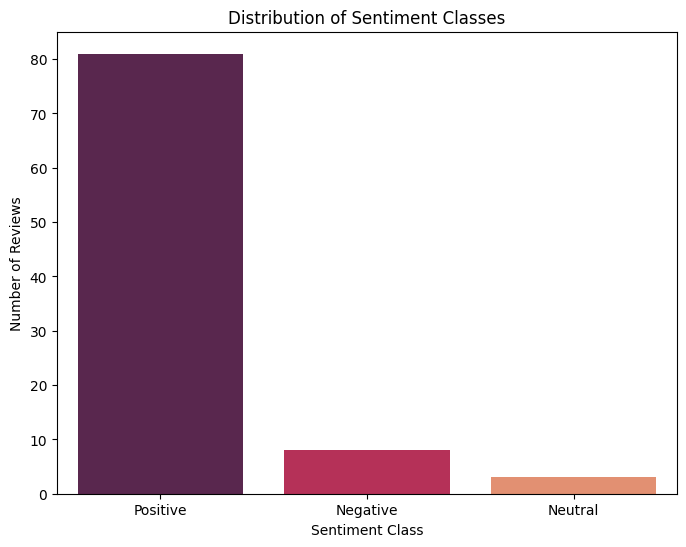 Distribution of Sentiment Classes
80
70
60
50
40
30
20
10
0
Number of Reviews
Positive
Negative
Neutral
Sentiment Class